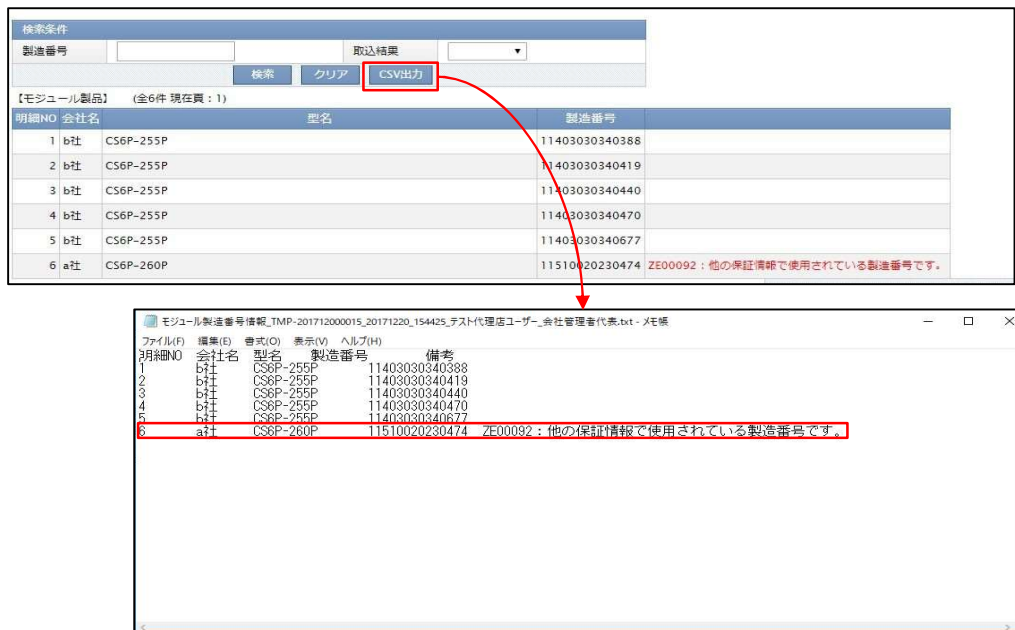 検索条件
製造番号 取込結果
検索 クリア CSV出力
【モジュール製品】 (全6件 現在頁：1)
明細NO 会社名 型名 製造番号
1 b社 CS6P-255P 11403030340388
2 b社 CS6P-255P 11403030340419
3 b社 CS6P-255P 11403030340440
4 b社 CS6P-255P 11403030340470
5 b社 CS6P-255P 11403030340677
6 a社 CS6P-260P 11510020230474 ZE00092：他の保証情報で使用されている製造番号です。
モジュール製造番号情報_TMP-201712000015_20171220_154425_テスト代理店ユーザー_会社管理者代表.txt - メモ帳
ファイル(F) 編集(E) 書式(O) 表示(V) ヘルプ(H)
明細NO 会社名 型名 製造番号 備考
1 b社 CS6P-255P 11403030340388
2 b社 CS6P-255P 11403030340419
3 b社 CS6P-255P 11403030340440
4 b社 CS6P-255P 11403030340470
5 b社 CS6P-255P 11403030340677
6 a社 CS6P-260P 11510020230474 ZE00092：他の保証情報で使用されている製造番号です。